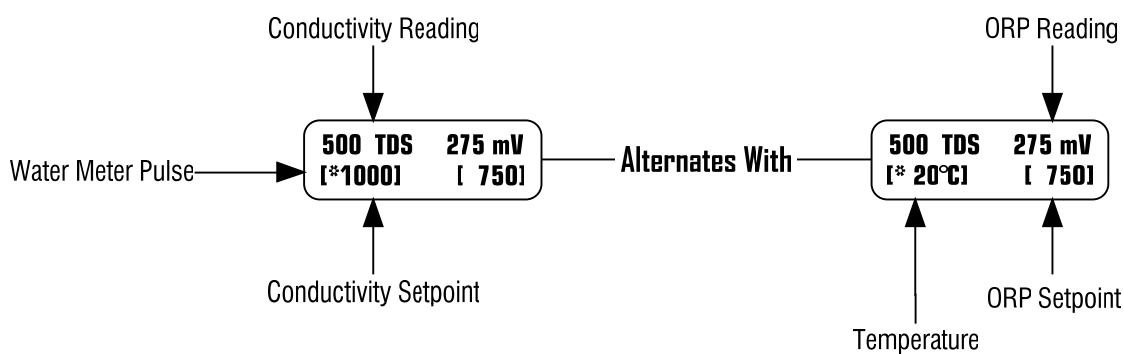 Conductivity Reading
ORP Reading
500 TDS 275 mV
[*1000] [ 750]
Water Meter Pulse
Alternates With
500 TDS 275 mV
[* 20°C] [ 750]
Conductivity Setpoint
ORP Setpoint
Temperature